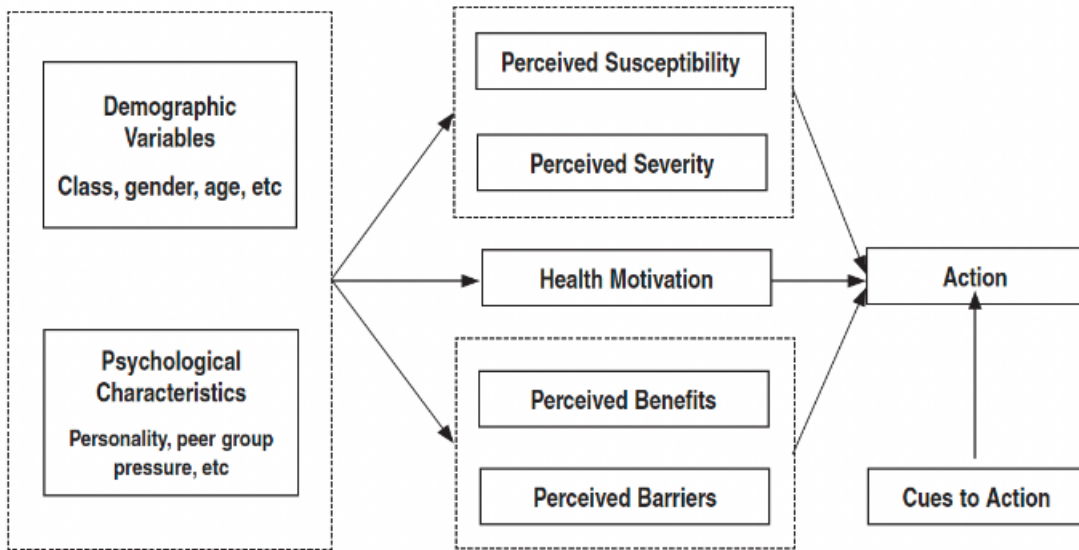 Demographic
Variables
Class, gender, age, etc
Psychological
Characteristics
Personality, peer group
pressure, etc
Perceived Susceptibility
Perceived Severity
Health Motivation
Perceived Benefits
Perceived Barriers
Action
Cues to Action